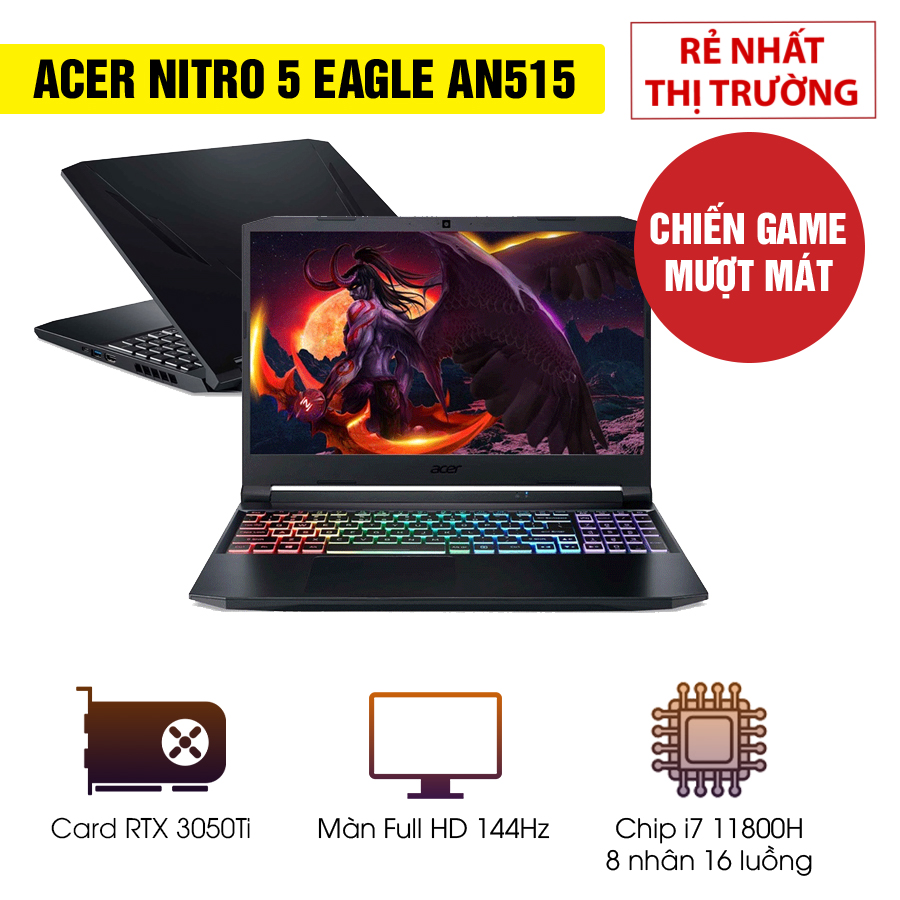 ACER NITRO 5 EAGLE AN515
RẺ NHẤT
THỊ TRƯỜNG
CHIẾN GAME
MƯỢT MÁT
acer
Card RTX 3050Ti
Màn Full HD 144Hz
Chip i7 11800H
8 nhân 16 luồng